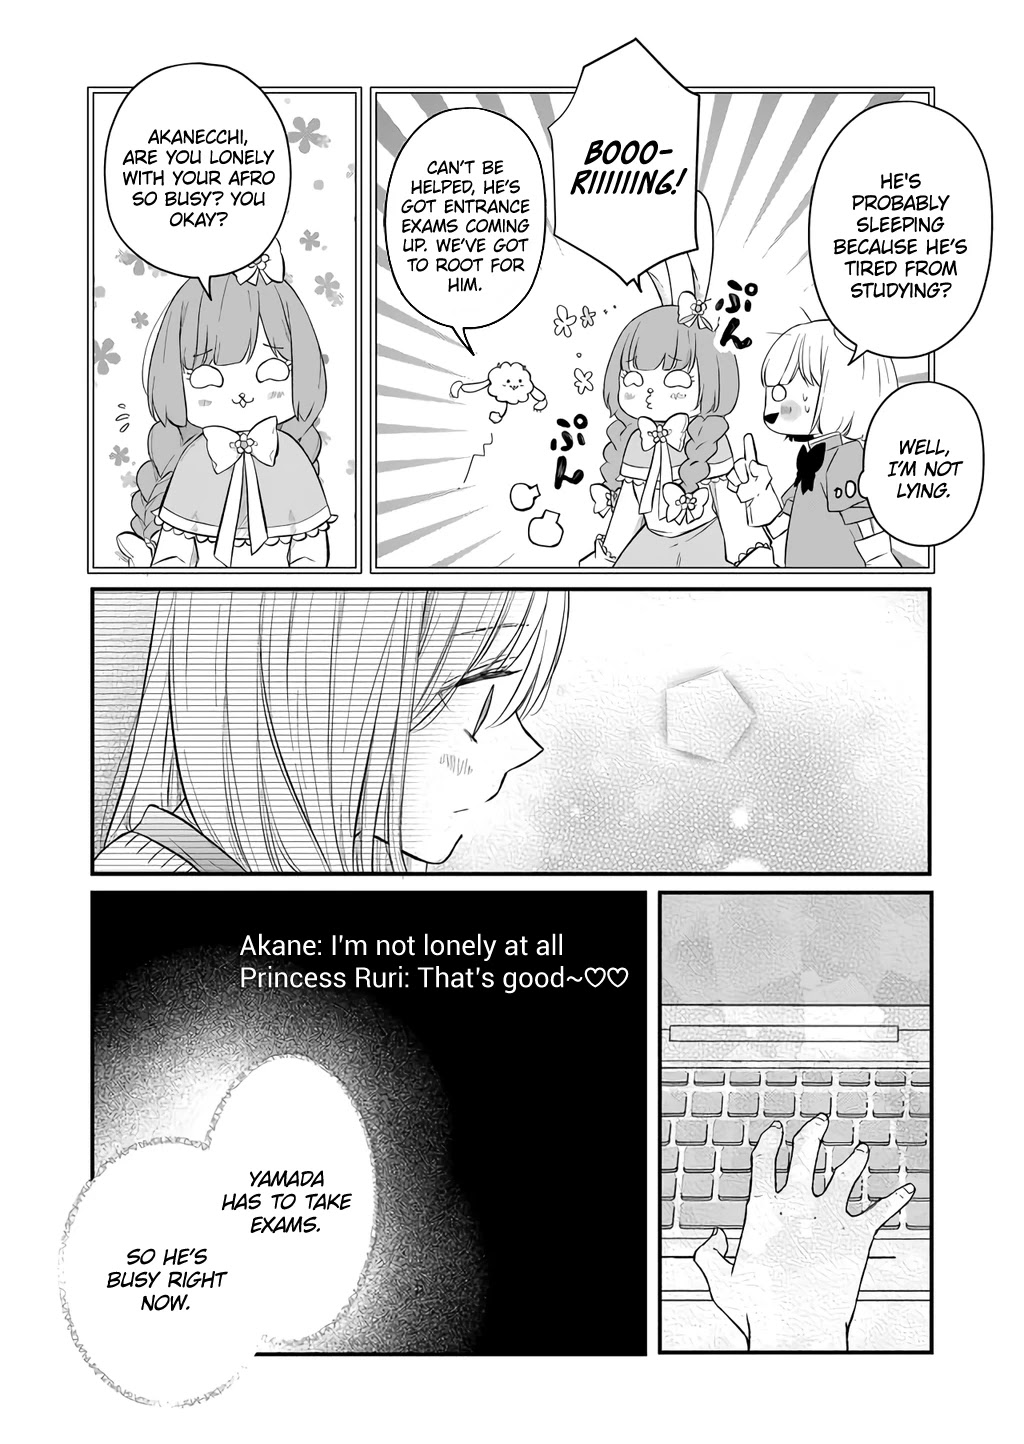 HE'S
PROBABLY
SLEEPING
BECAUSE HE'S
TIRED FROM
STUDYING?
BOOO-
RIIIIIING!
CAN'T BE
HELPED, HE'S
GOT ENTRANCE
EXAMS COMING
UP. WE'VE GOT
TO ROOT FOR
HIM.
ぷん
ぷん
WELL,
I'M NOT
LYING.
AKANECCHI,
ARE YOU LONELY
WITH YOUR AFRO
SO BUSY? YOU
OKAY?
Akane: I'm not lonely at all
Princess Ruri: That's good~♡♡
YAMADA
HAS TO TAKE
EXAMS.
SO HE'S
BUSY RIGHT
NOW.